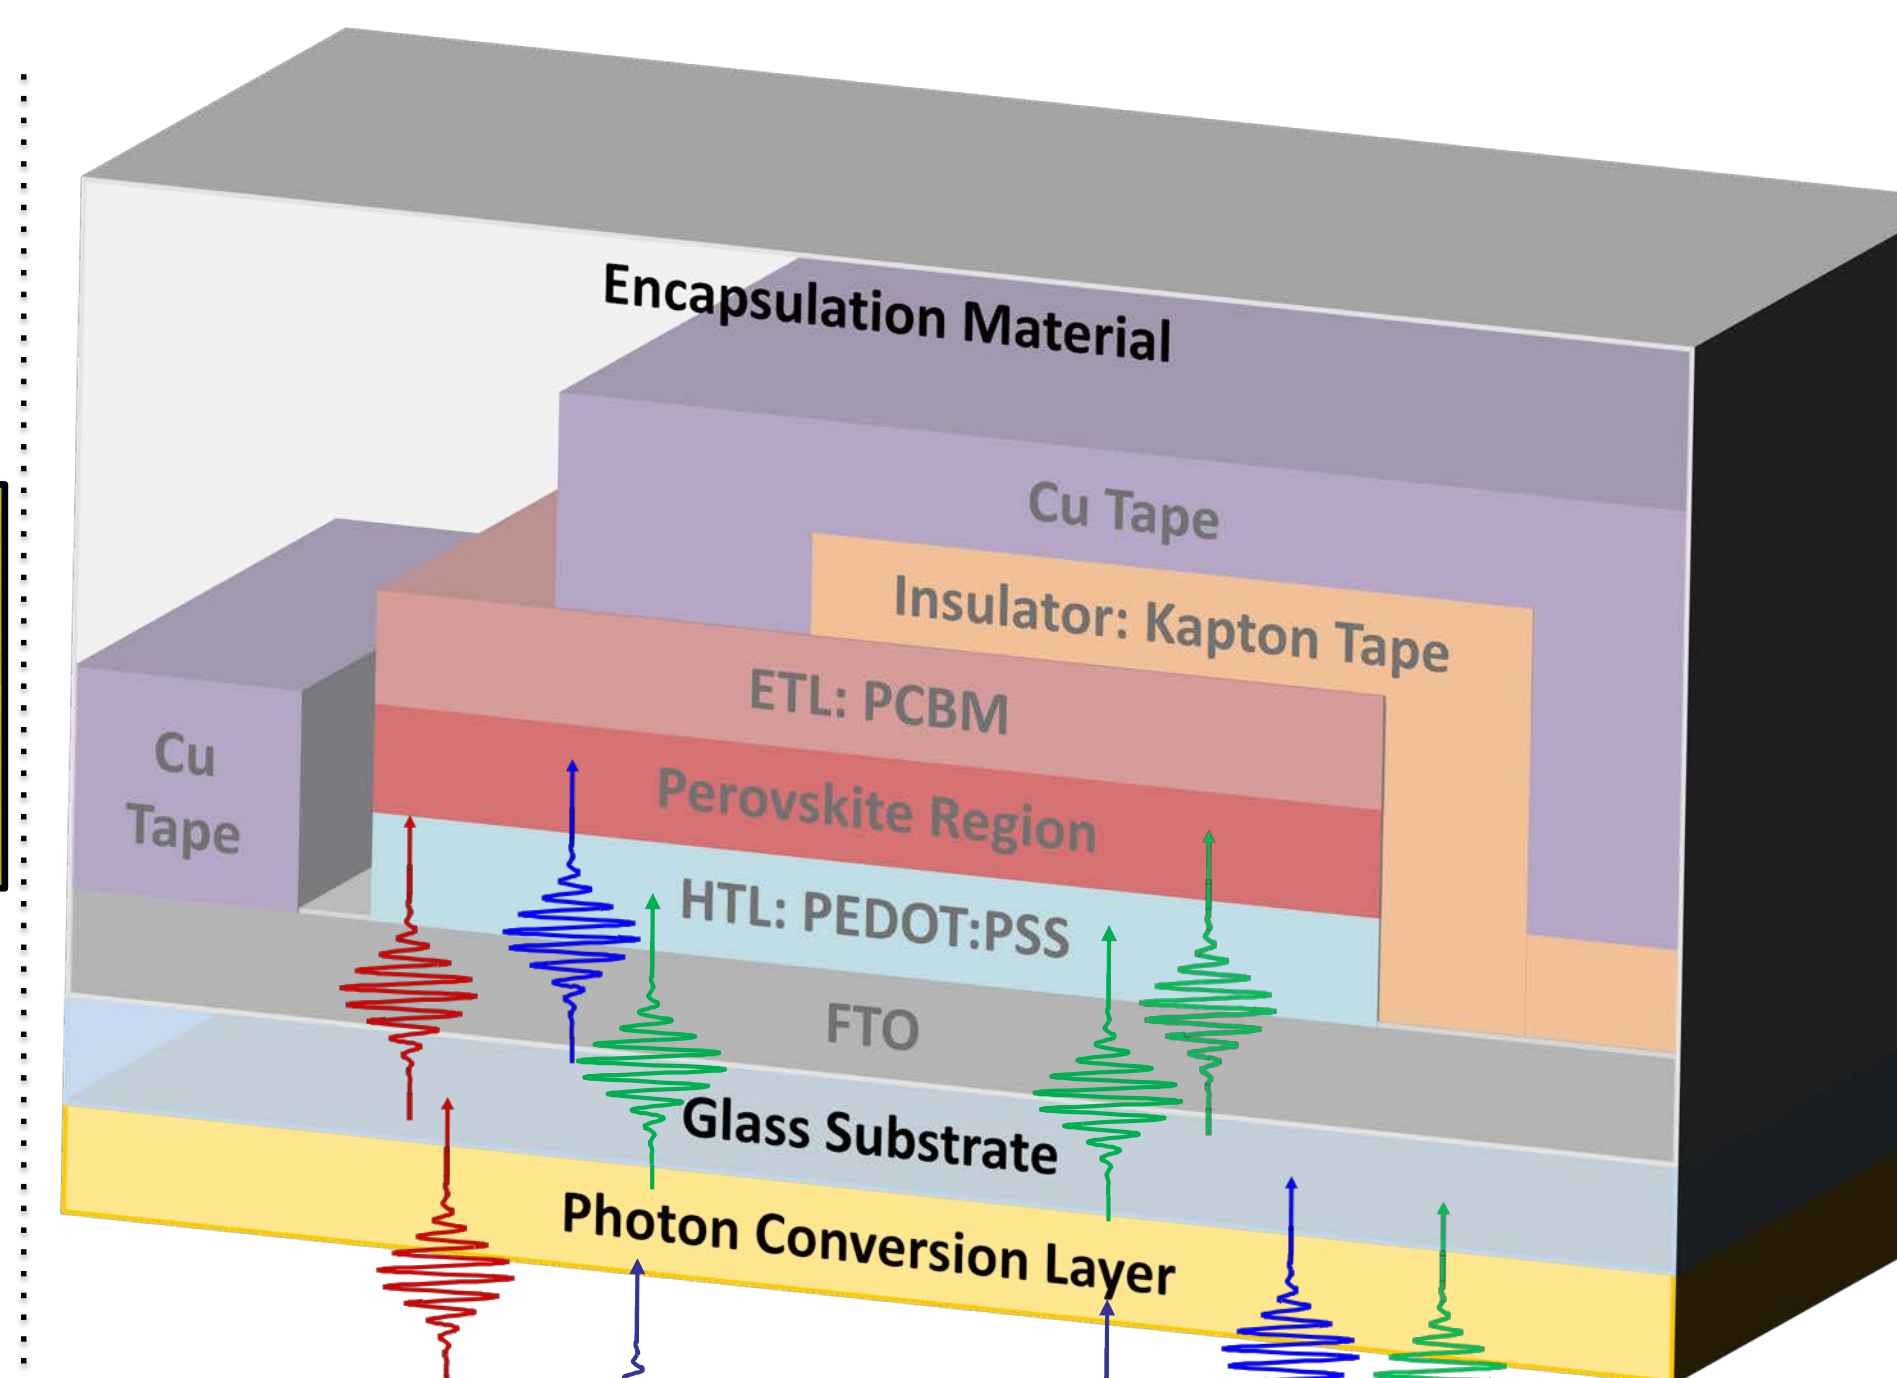 Encapsulation Material
Cu Tape
Insulator: Kapton Tape
ETL: PCBM
Cu
Tape
Perovskite Region
HTL: PEDOT:PSS
FTO
Glass Substrate
Photon Conversion Layer